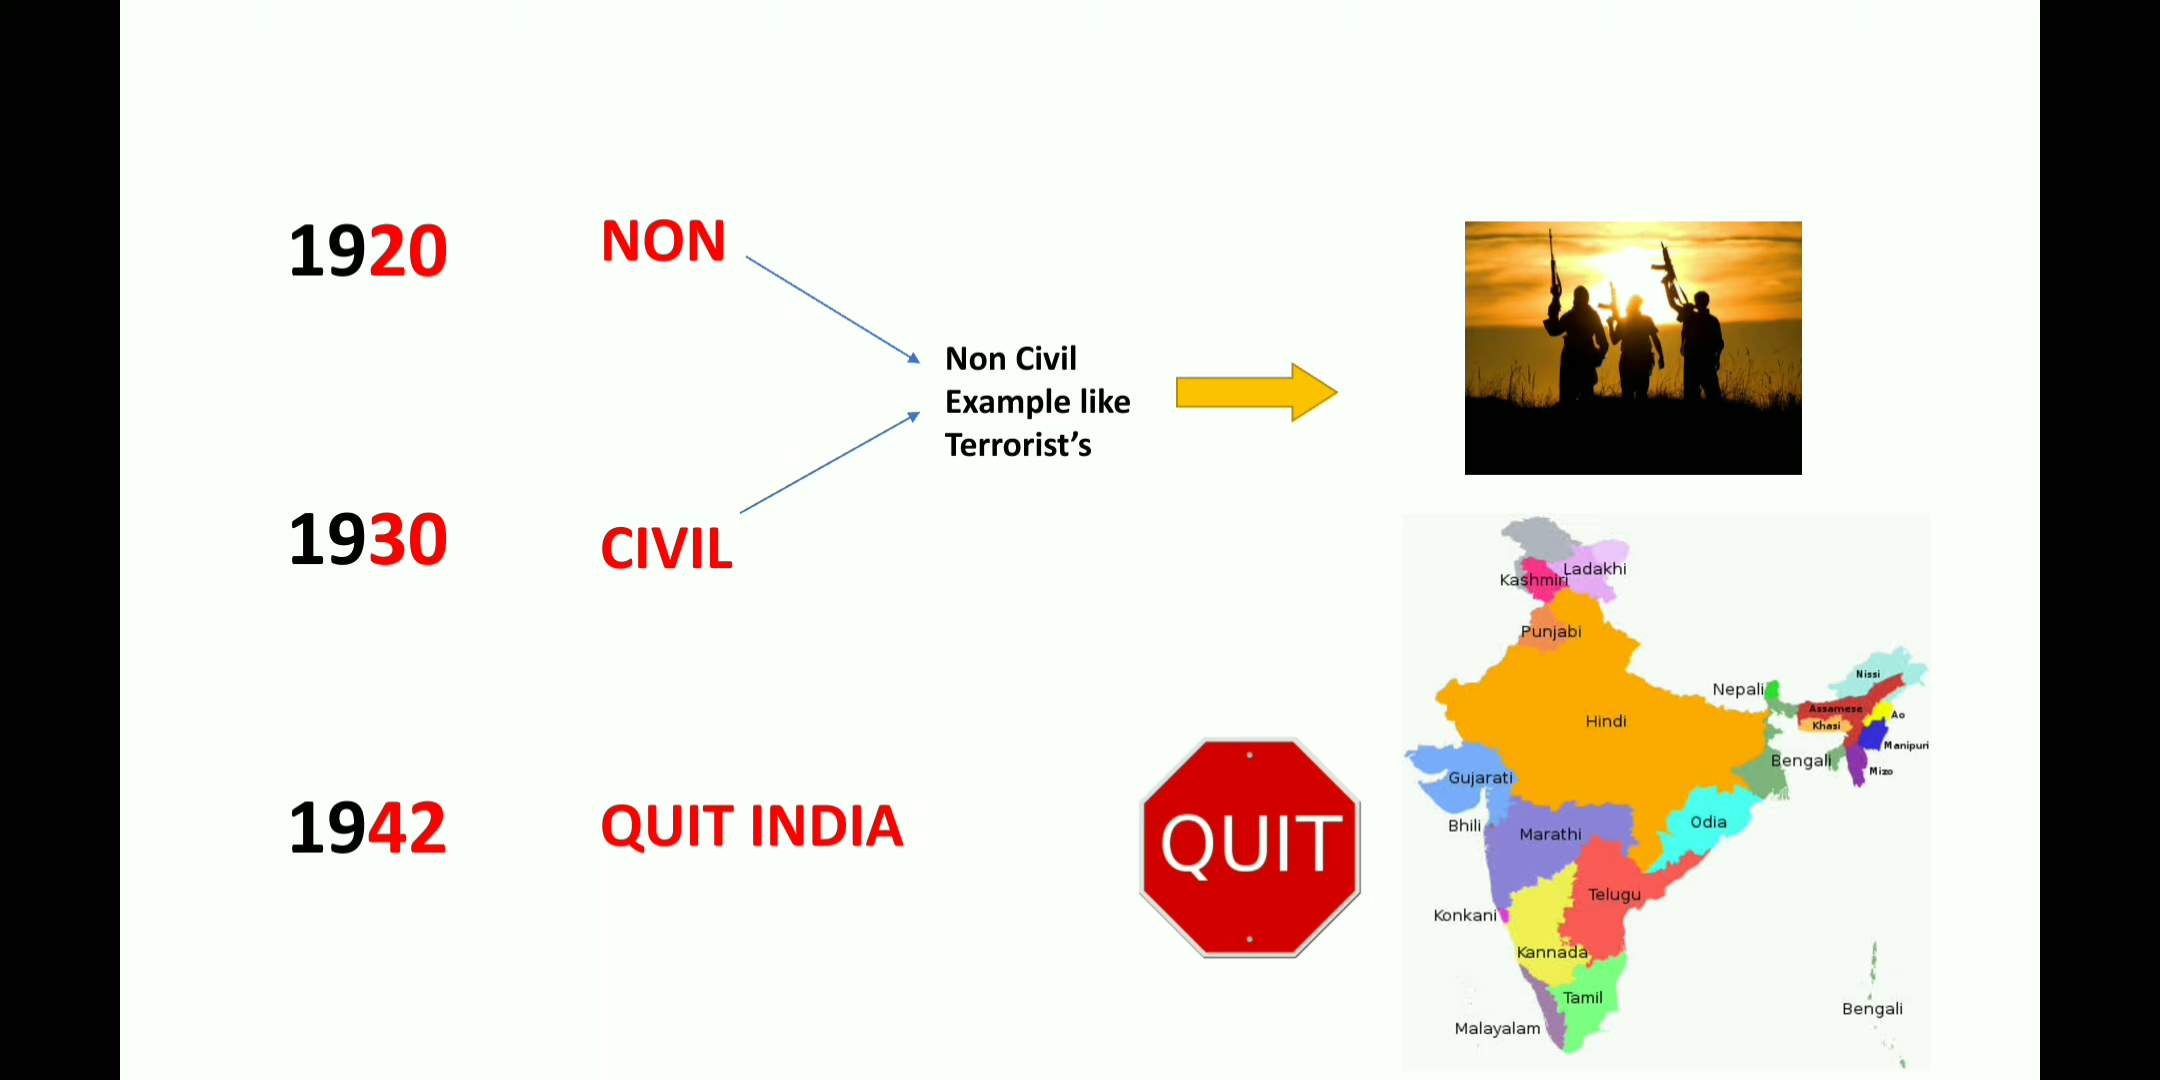 1920
NON
Non Civil
Example like
Terrorist’s
1930
CIVIL
1942
QUIT INDIA
QUIT
Kashmiri
Ladakhi
Punjabi
Hindi
Nepali
Nissi
Assamese
Ao
Khasi
Manipuri
Bengali
Mizo
Gujarati
Bhili
Marathi
Odia
Telugu
Konkani
Kannada
Tamil
Malayalam
Bengali